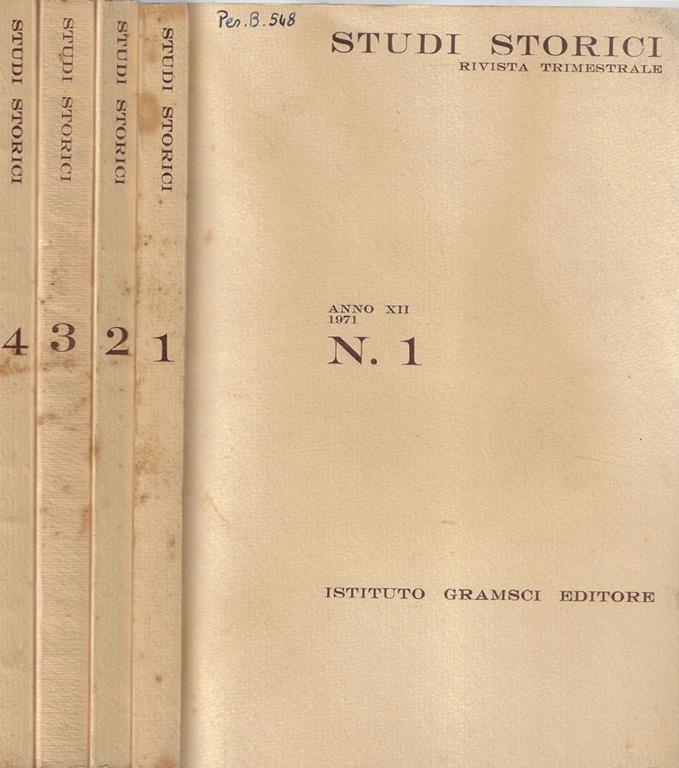 STUDI STORICI
4
STUDI STORICI
3
STUDI STORICI
2
STUDI STORICI
1
Per.B.548
STUDI STORICI
RIVISTA TRIMESTRALE
ANNO XII
1971
N. 1
ISTITUTO GRAMSCI EDITORE